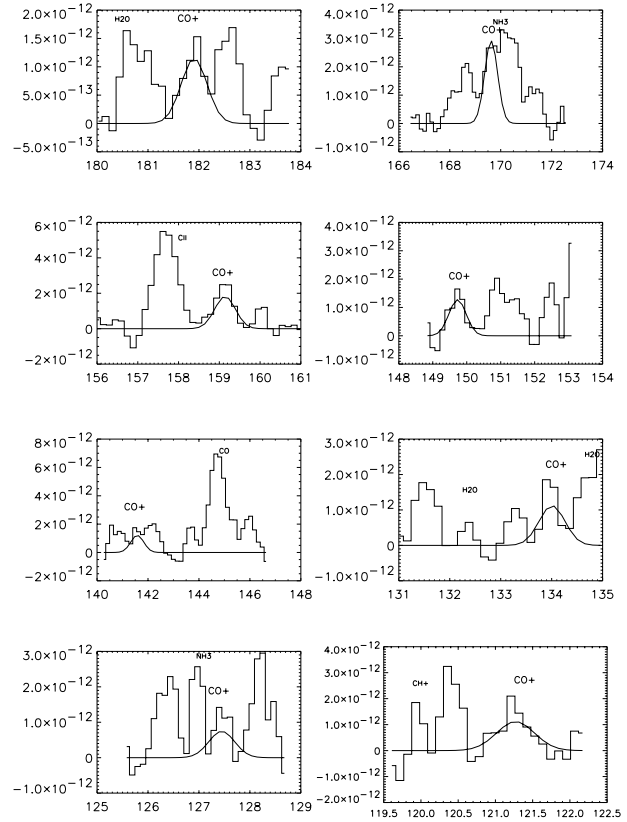 2.0×10⁻¹²
1.5×10⁻¹²
1.0×10⁻¹²
5.0×10⁻¹³
0
−5.0×10⁻¹³
H2O
CO+
180 181 182 183 184
4.0×10⁻¹²
3.0×10⁻¹²
2.0×10⁻¹²
1.0×10⁻¹²
0
−1.0×10⁻¹²
NH3
CO+
166 168 170 172 174
6×10⁻¹²
4×10⁻¹²
2×10⁻¹²
0
−2×10⁻¹²
CII
CO+
156 157 158 159 160 161
4.0×10⁻¹²
3.0×10⁻¹²
2.0×10⁻¹²
1.0×10⁻¹²
0
−1.0×10⁻¹²
CO+
148 149 150 151 152 153 154
8×10⁻¹²
6×10⁻¹²
4×10⁻¹²
2×10⁻¹²
0
−2×10⁻¹²
CO
CO+
140 142 144 146 148
3.0×10⁻¹²
2.0×10⁻¹²
1.0×10⁻¹²
0
−1.0×10⁻¹²
H2O
CO+
H2O
131 132 133 134 135
3.0×10⁻¹²
2.0×10⁻¹²
1.0×10⁻¹²
0
−1.0×10⁻¹²
NH3
CO+
125 126 127 128 129
4.0×10⁻¹²
3.0×10⁻¹²
2.0×10⁻¹²
1.0×10⁻¹²
0
−1.0×10⁻¹²
−2.0×10⁻¹²
CH+
CO+
119.5 120.0 120.5 121.0 121.5 122.0 122.5